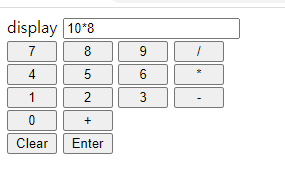 display 10*8
7 8 9 /
4 5 6 *
1 2 3 -
0 +
Clear Enter